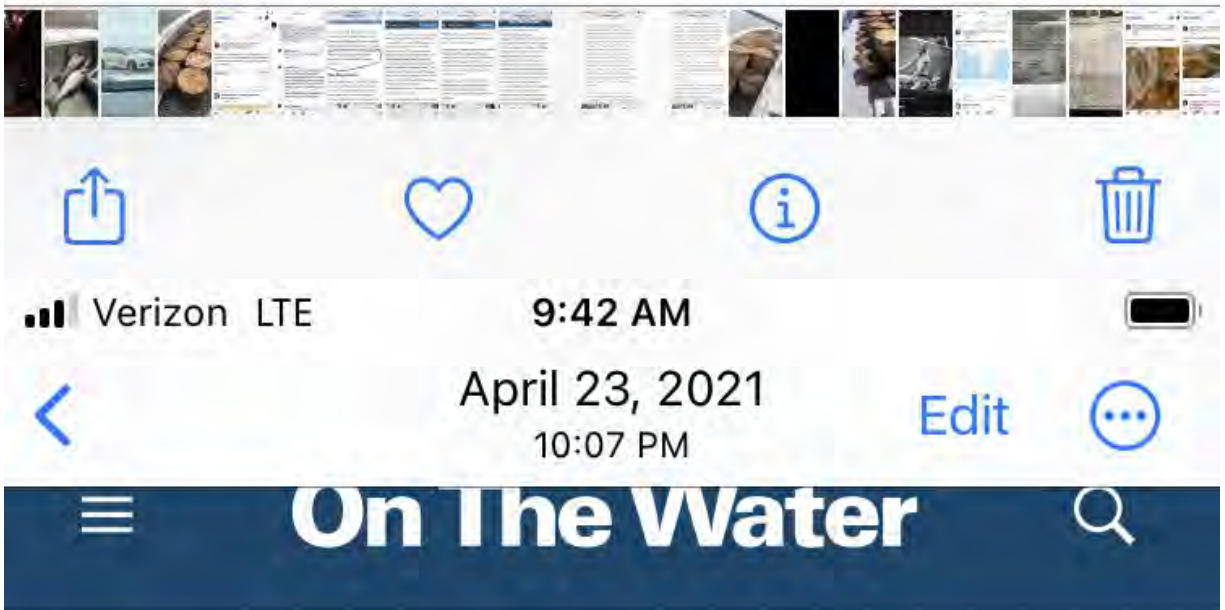 Verizon LTE 9:42 AM
April 23, 2021
Edit
10:07 PM
On The Water